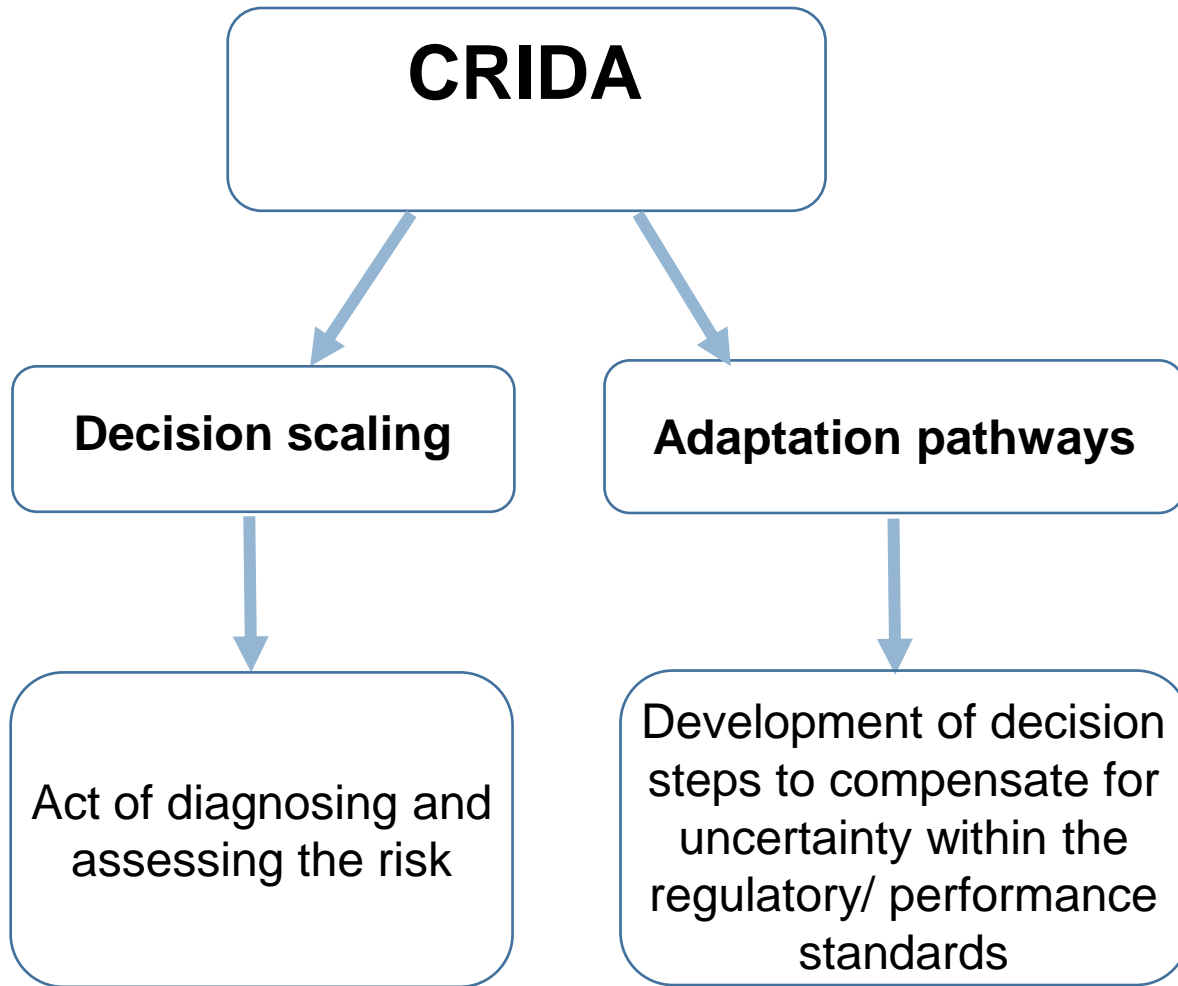 CRIDA
Decision scaling
Adaptation pathways
Act of diagnosing and
assessing the risk
Development of decision
steps to compensate for
uncertainty within the
regulatory/ performance
standards